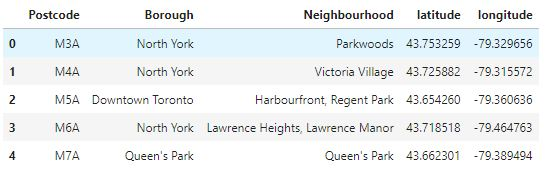 Postcode Borough Neighbourhood latitude longitude
0 M3A North York Parkwoods 43.753259 -79.329656
1 M4A North York Victoria Village 43.725882 -79.315572
2 M5A Downtown Toronto Harbourfront, Regent Park 43.654260 -79.360636
3 M6A North York Lawrence Heights, Lawrence Manor 43.718518 -79.464763
4 M7A Queen's Park Queen's Park 43.662301 -79.389494